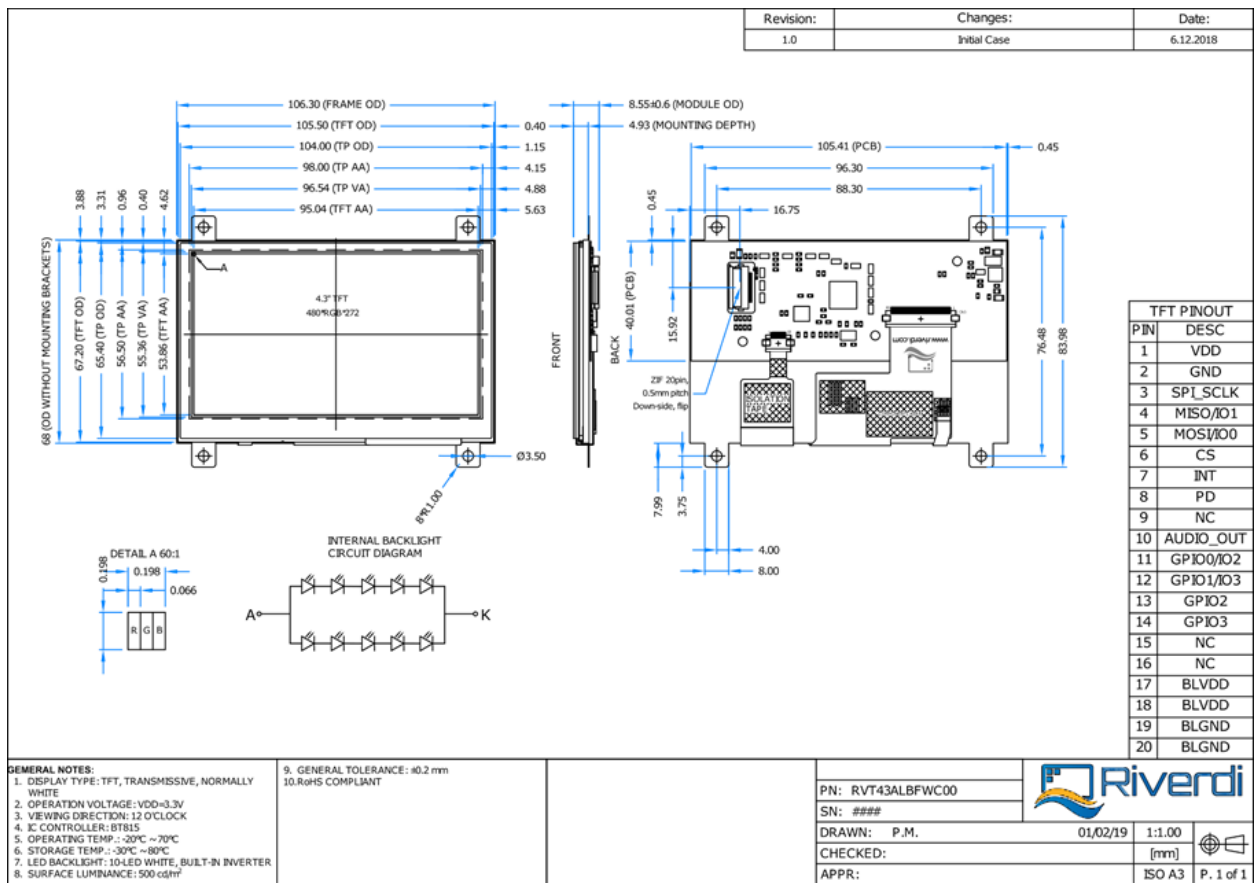 Revision: Changes: Date:
1.0 Initial Case 6.12.2018
106.30 (FRAME OD)
105.50 (TFT OD) 0.40
104.00 (TP OD) 1.15
98.00 (TP AA) 4.15
96.54 (TP VA) 4.88
95.04 (TFT AA) 5.63
8.55±0.6 (MODULE OD)
4.93 (MOUNTING DEPTH)
105.41 (PCB) 0.45
96.30
88.30
16.75
0.45
3.88
3.31
0.96
0.40
4.62
68 (OD WITHOUT MOUNTING BRACKETS)
67.20 (TFT OD)
65.40 (TP OD)
56.50 (TP AA)
55.36 (TP VA)
53.86 (TFT AA)
A
4.3" TFT
480*RGB*272
FRONT
BACK
40.01 (PCB)
15.92
76.48
83.98
www.riverdi.com
ZIF 20pin,
0.5mm pitch
Down-side, flip
ISOLATION
TAPE
Ø3.50
8*R1.00
7.99
3.75
4.00
8.00
DETAIL A 60:1
0.198
0.198
0.066
R G B
INTERNAL BACKLIGHT
CIRCUIT DIAGRAM
A K
TFT PINOUT
PIN DESC
1 VDD
2 GND
3 SPI_SCLK
4 MISO/IO1
5 MOSI/IO0
6 CS
7 INT
8 PD
9 NC
10 AUDIO_OUT
11 GPIO0/IO2
12 GPIO1/IO3
13 GPIO2
14 GPIO3
15 NC
16 NC
17 BLVDD
18 BLVDD
19 BLGND
20 BLGND
GEMERAL NOTES:
1. DISPLAY TYPE: TFT, TRANSMISSIVE, NORMALLY
WHITE
2. OPERATION VOLTAGE: VDD=3.3V
3. VIEWING DIRECTION: 12 O'CLOCK
4. IC CONTROLLER: BT815
5. OPERATING TEMP.: -20°C ~ 70°C
6. STORAGE TEMP.: -30°C ~ 80°C
7. LED BACKLIGHT: 10-LED WHITE, BUILT-IN INVERTER
8. SURFACE LUMINANCE: 500 cd/m²
9. GENERAL TOLERANCE: ±0.2 mm
10.RoHS COMPLIANT
PN: RVT43ALBFWC00
SN: ####
Riverdi
DRAWN: P.M. 01/02/19 1:1.00
CHECKED: [mm]
APPR: ISO A3 P. 1 of 1